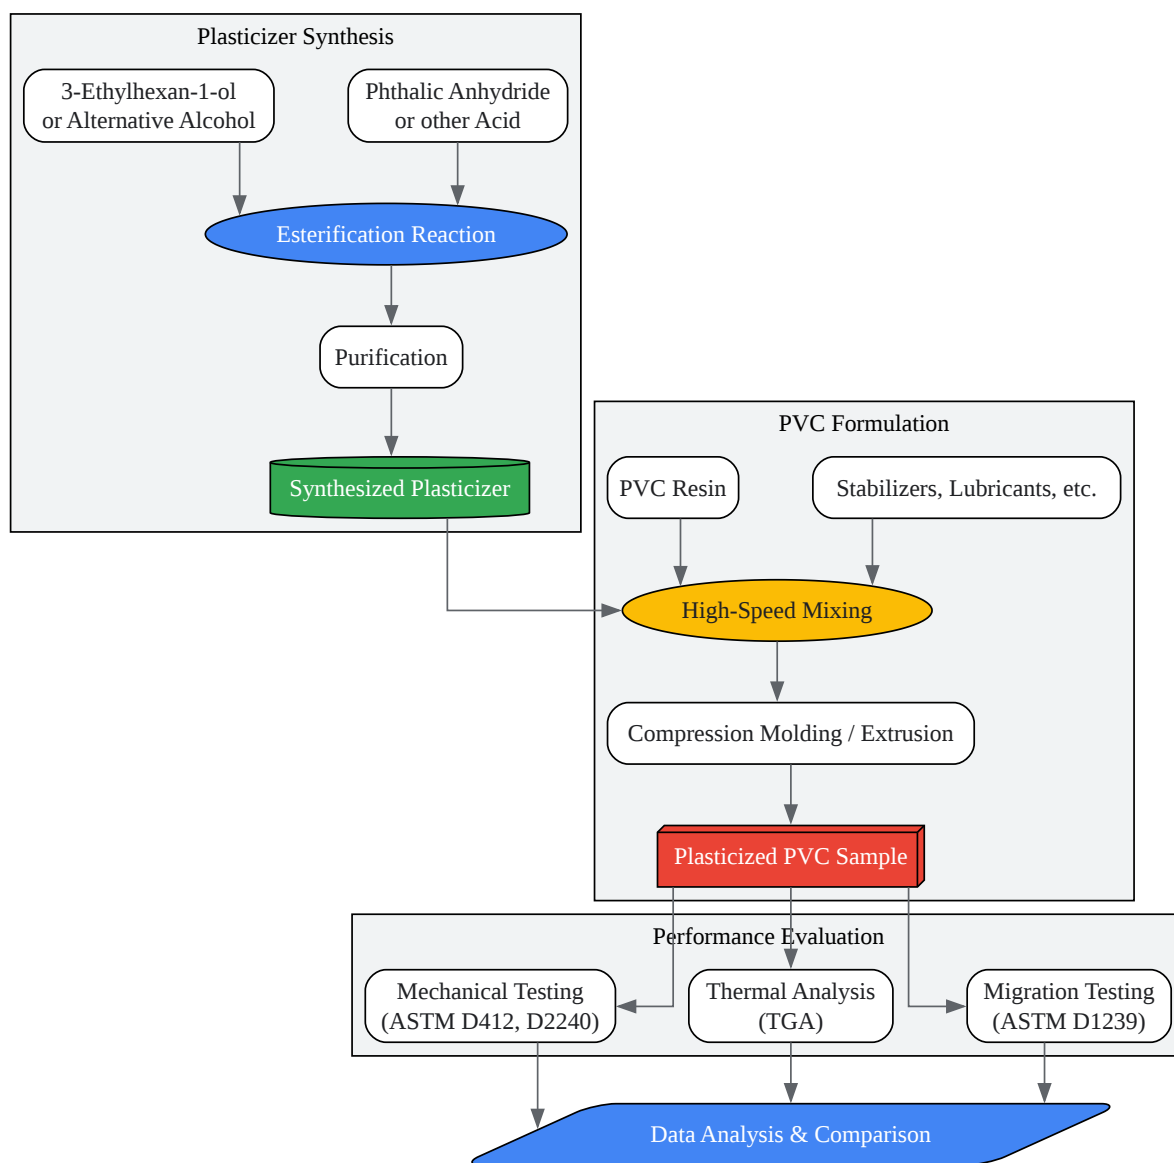 Plasticizer Synthesis
3-Ethylhexan-1-ol
or Alternative Alcohol
Phthalic Anhydride
or other Acid
Esterification Reaction
Purification
Synthesized Plasticizer
PVC Formulation
PVC Resin
Stabilizers, Lubricants, etc.
High-Speed Mixing
Compression Molding / Extrusion
Plasticized PVC Sample
Performance Evaluation
Mechanical Testing
(ASTM D412, D2240)
Thermal Analysis
(TGA)
Migration Testing
(ASTM D1239)
Data Analysis & Comparison